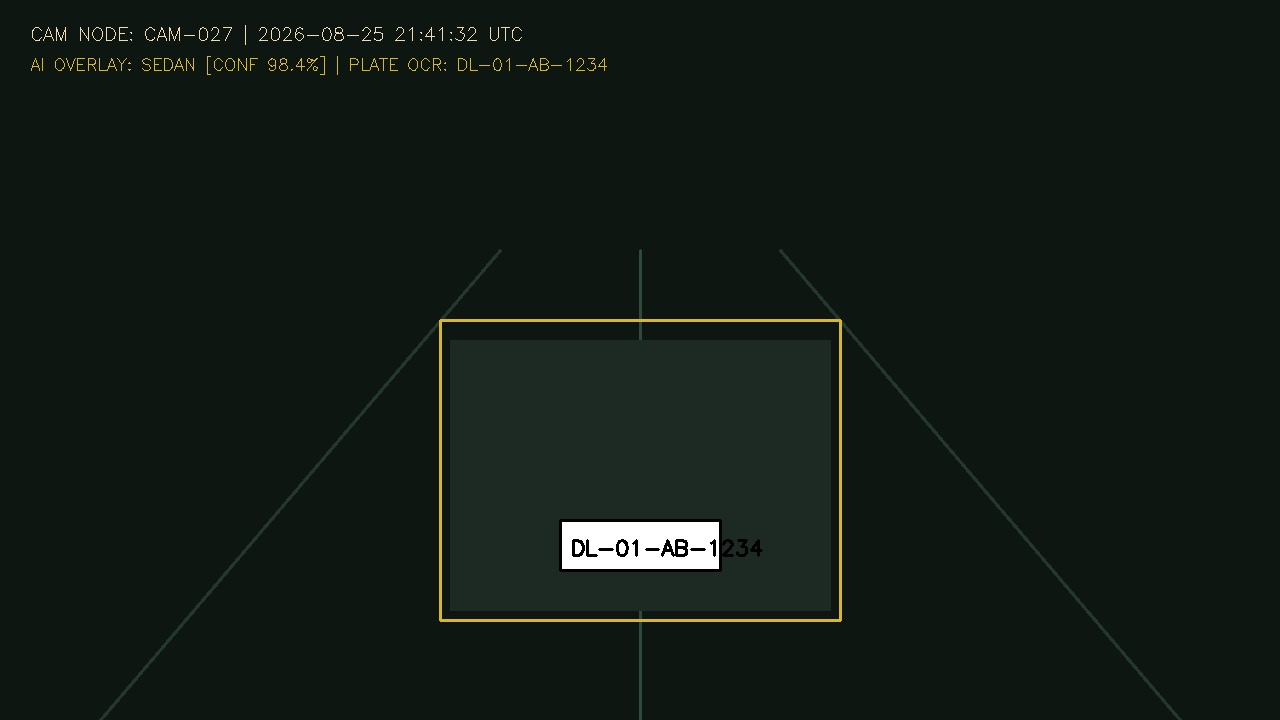 CAM NODE: CAM-027 | 2026-08-25 21:41:32 UTC
AI OVERLAY: SEDAN [CONF 98.4%] | PLATE OCR: DL-01-AB-1234
DL-01-AB-1234